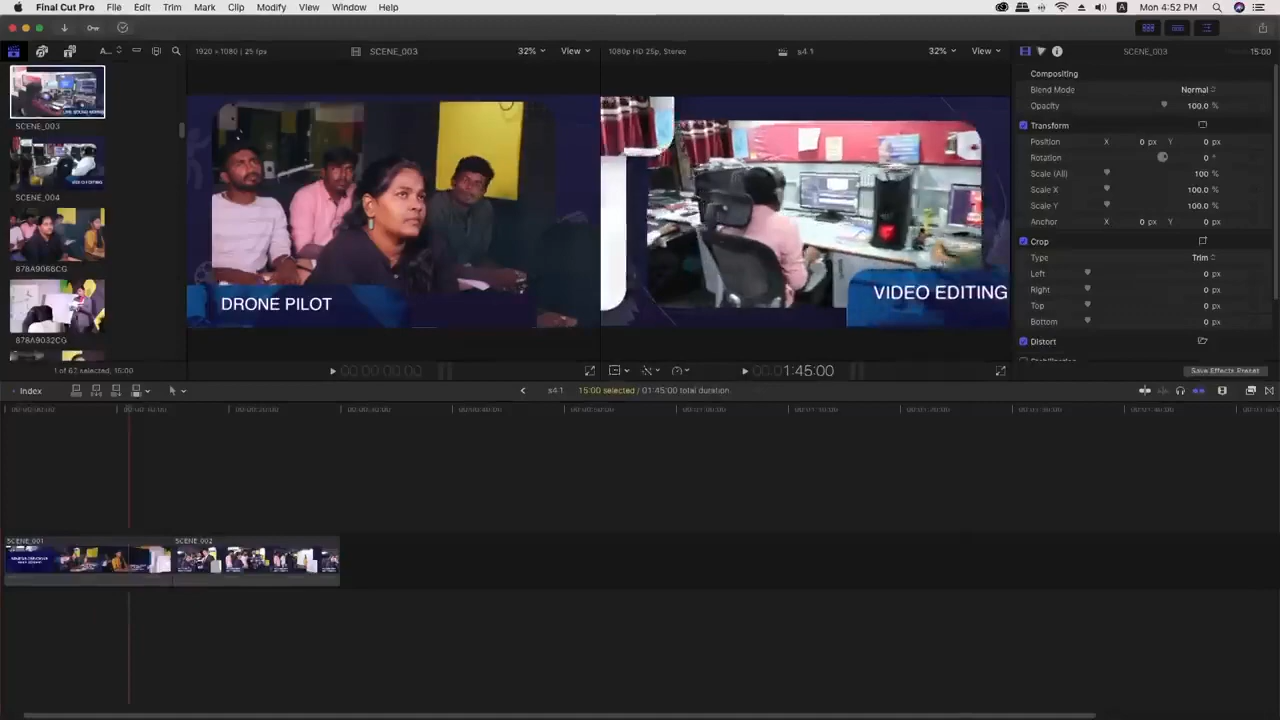 Final Cut Pro File Edit Trim Mark Clip Modify View Window Help
Mon 4:52 PM
A...
1920 × 1080 | 25 fps
SCENE_003
32%
View
1080p HD 25p, Stereo
s4 1
32%
View
SCENE_003
15:00
SCENE_003
SCENE_004
878A9066CG
878A9032CG
1 of 67 selected, 15:00
DRONE PILOT
VIDEO EDITING
00:00:00:00
00:00 1:45:00
Compositing
Blend Mode Normal
Opacity 100.0 %
Transform
Position X 0 px Y 0 px
Rotation 0 °
Scale (All) 100 %
Scale X 100.0 %
Scale Y 100.0 %
Anchor X 0 px Y 0 px
Crop
Type Trim
Left 0 px
Right 0 px
Top 0 px
Bottom 0 px
Distort
Save Effects Preset
Index
s4 1
15:00 selected / 01:45:00 total duration
SCENE_001
SCENE_002